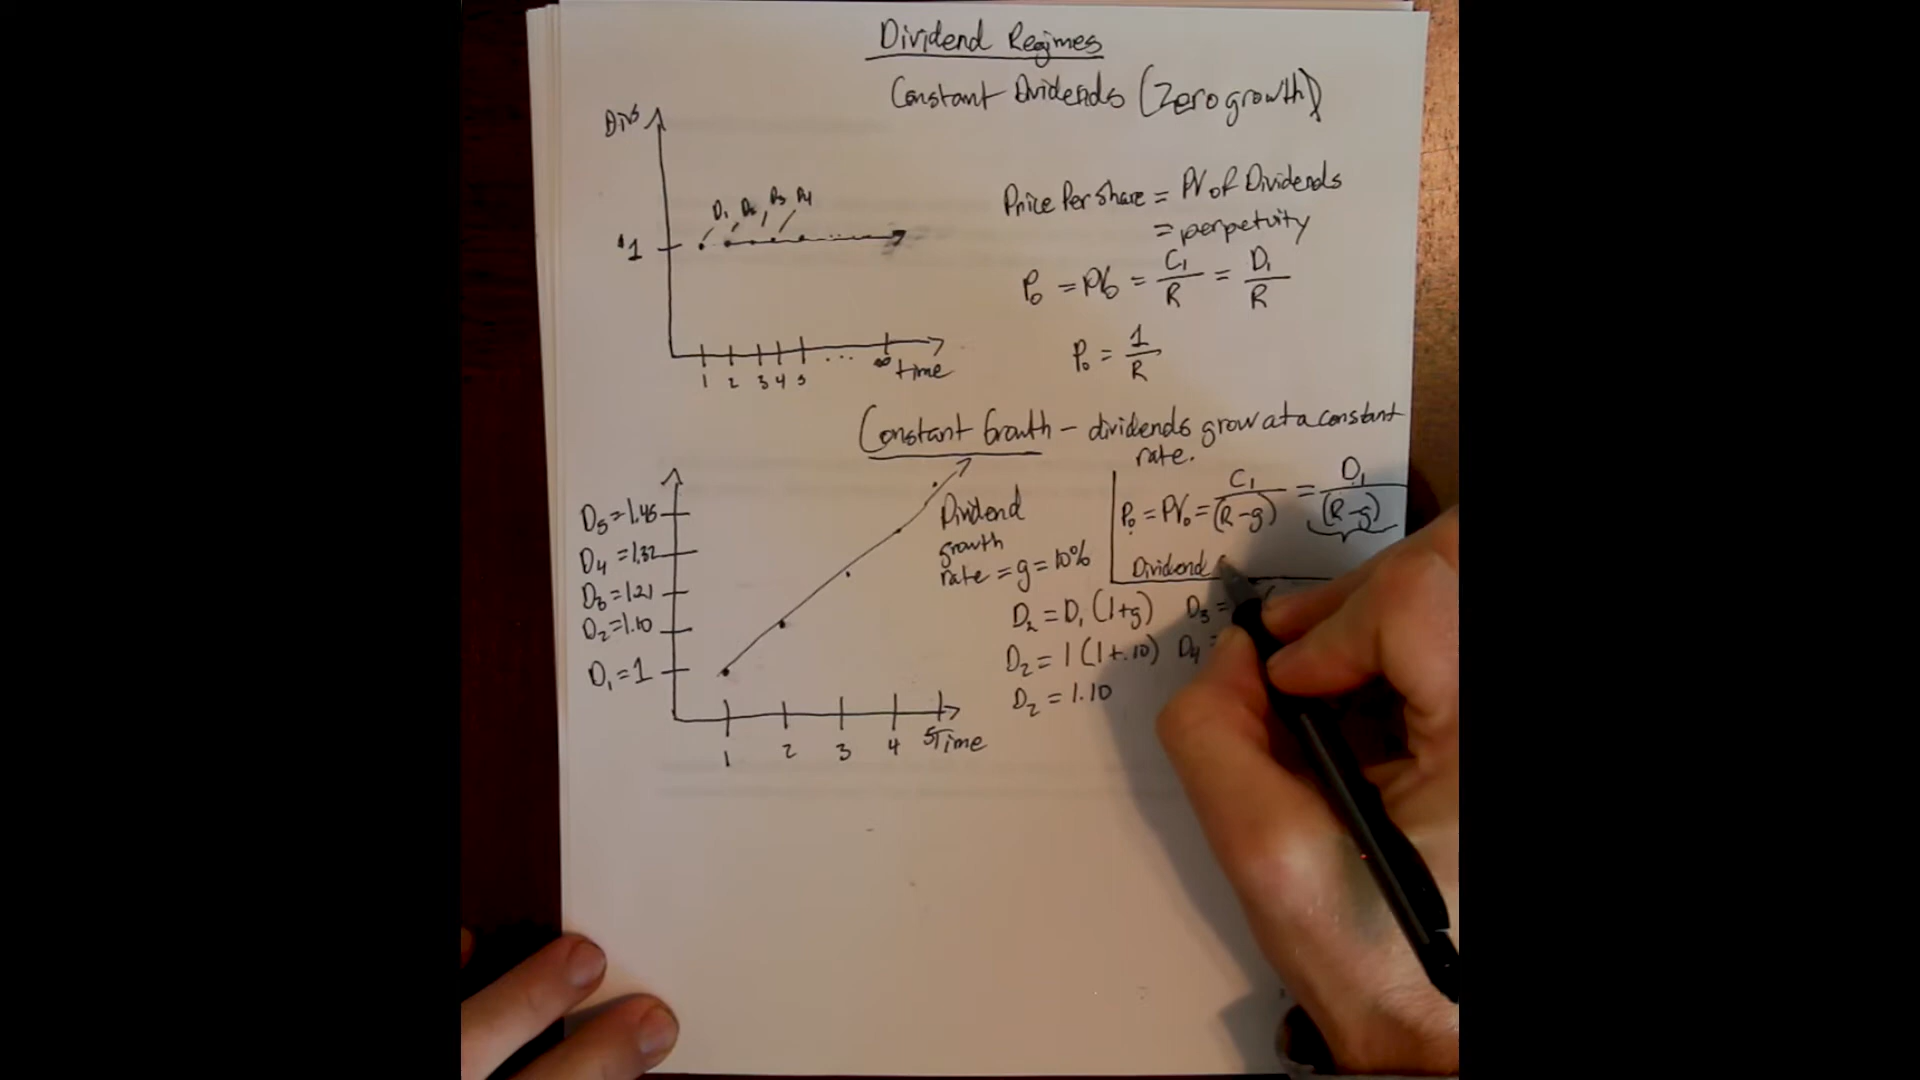 Dividend Regimes
Constant Dividends (Zero growth)
Divs
D₁ D₂ D₃ D₄
$1
1 2 3 4 5 ... ∞ time
Price Per Share = PV of Dividends
= perpetuity
P₀ = PV₀ = C₁/R = D₁/R
P₀ = 1/R
Constant Growth - dividends grow at a constant
rate.
D₅ = 1.46
D₄ = 1.32
D₃ = 1.21
D₂ = 1.10
D₁ = 1
1 2 3 4 5 Time
Dividend
growth
rate = g = 10%
P₀ = PV₀ = C₁/(R-g) = D₁/(R-g)
Dividend
D₂ = D₁ (1+g) D₃ =
D₂ = 1 (1+.10) D₄ =
D₂ = 1.10